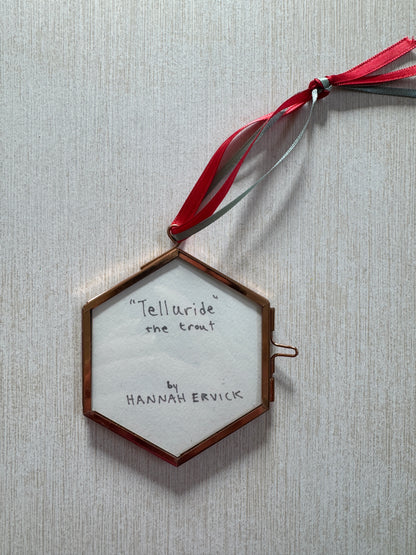 "Telluride"
the trout
by
HANNAH ERVICK